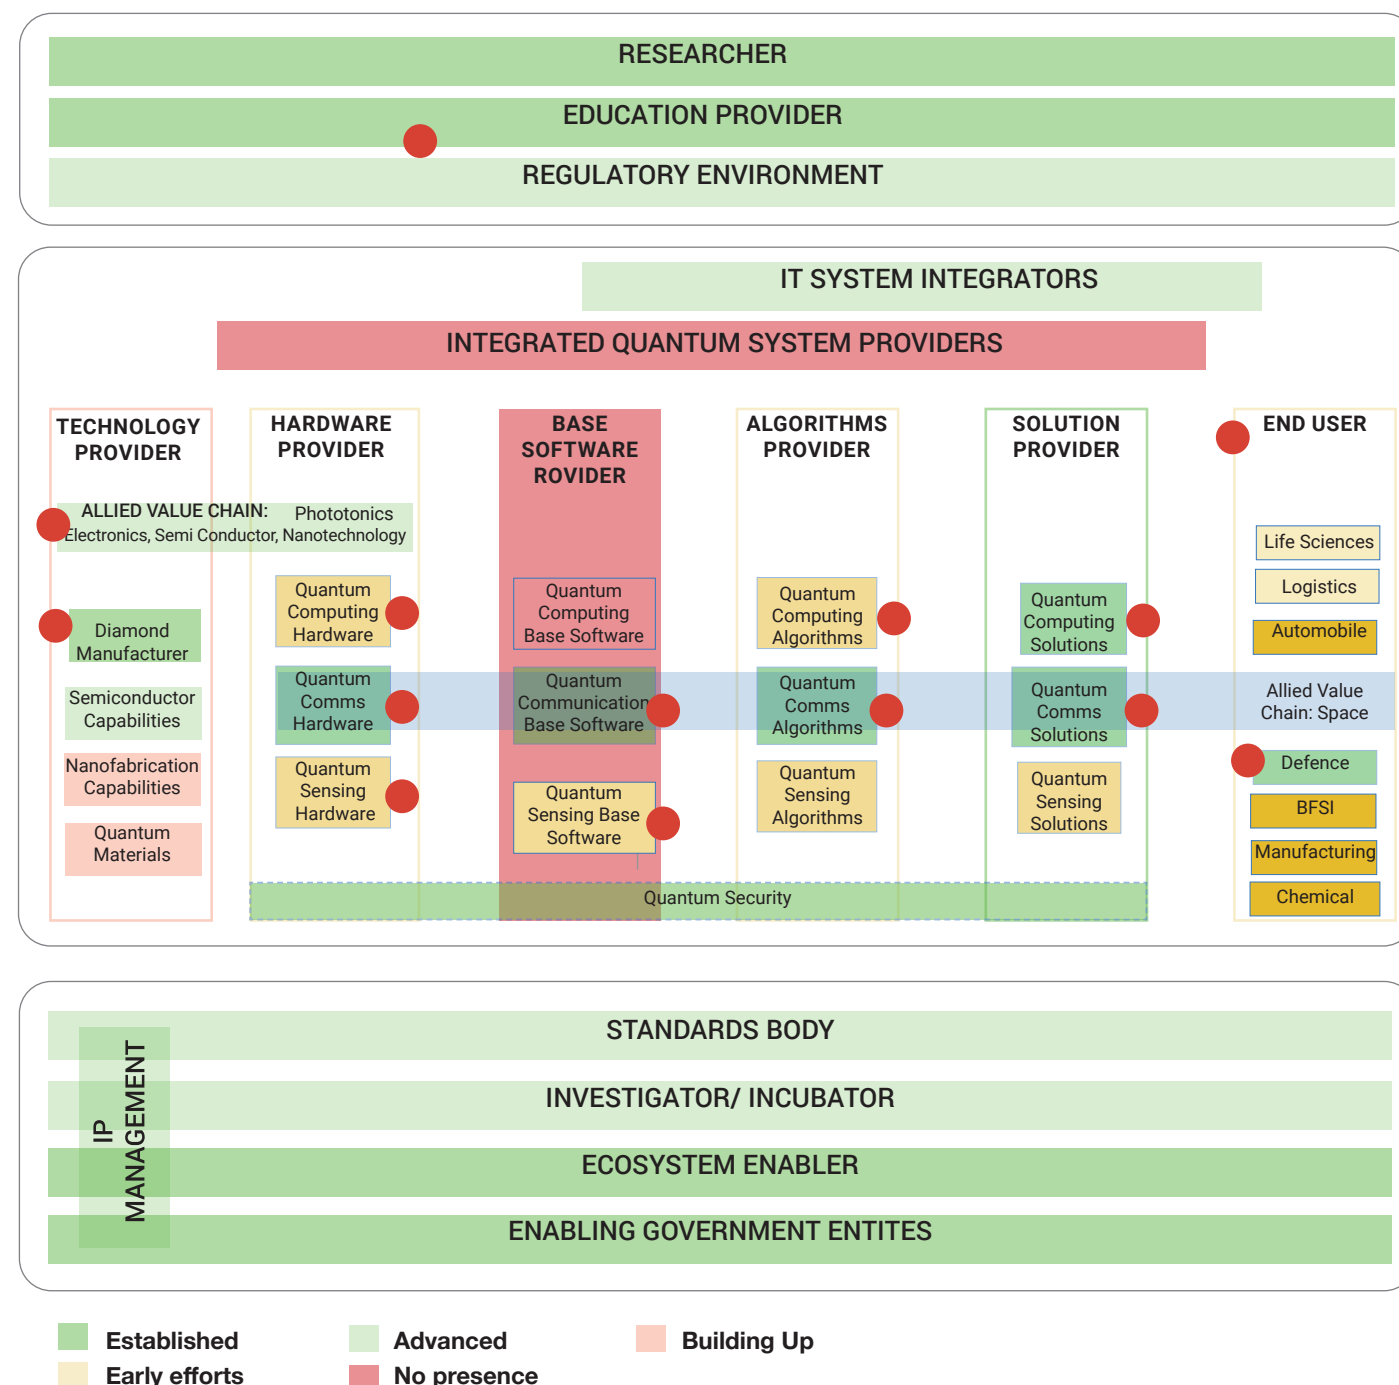 RESEARCHER
EDUCATION PROVIDER
REGULATORY ENVIRONMENT
IT SYSTEM INTEGRATORS
INTEGRATED QUANTUM SYSTEM PROVIDERS
TECHNOLOGY
PROVIDER
HARDWARE
PROVIDER
BASE
SOFTWARE
ROVIDER
ALGORITHMS
PROVIDER
SOLUTION
PROVIDER
END USER
ALLIED VALUE CHAIN: Phototonics
Electronics, Semi Conductor, Nanotechnology
Diamond
Manufacturer
Semiconductor
Capabilities
Nanofabrication
Capabilities
Quantum
Materials
Quantum
Computing
Hardware
Quantum
Comms
Hardware
Quantum
Sensing
Hardware
Quantum
Computing
Base Software
Quantum
Communication
Base Software
Quantum
Sensing Base
Software
Quantum
Computing
Algorithms
Quantum
Comms
Algorithms
Quantum
Sensing
Algorithms
Quantum
Computing
Solutions
Quantum
Comms
Solutions
Quantum
Sensing
Solutions
Life Sciences
Logistics
Automobile
Allied Value
Chain: Space
Defence
BFSI
Manufacturing
Chemical
Quantum Security
IP
MANAGEMENT
STANDARDS BODY
INVESTIGATOR/ INCUBATOR
ECOSYSTEM ENABLER
ENABLING GOVERNMENT ENTITES
Established
Advanced
Building Up
Early efforts
No presence